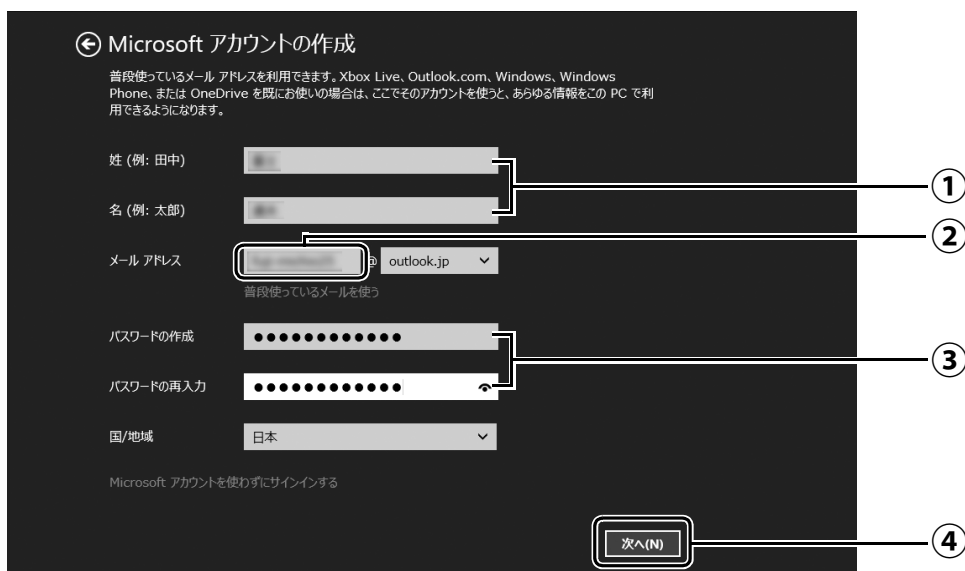 Microsoft アカウントの作成
普段使っているメール アドレスを利用できます。Xbox Live、Outlook.com、Windows、Windows
Phone、または OneDrive を既にお使いの場合は、ここでそのアカウントを使うと、あらゆる情報をこの PC で利
用できるようになります。
姓 (例: 田中)
①
名 (例: 太郎)
②
メール アドレス @ outlook.jp
普段使っているメールを使う
パスワードの作成 ●●●●●●●●●●●●
③
パスワードの再入力 ●●●●●●●●●●●●
国/地域 日本
Microsoft アカウントを使わずにサインインする
次へ(N)
④